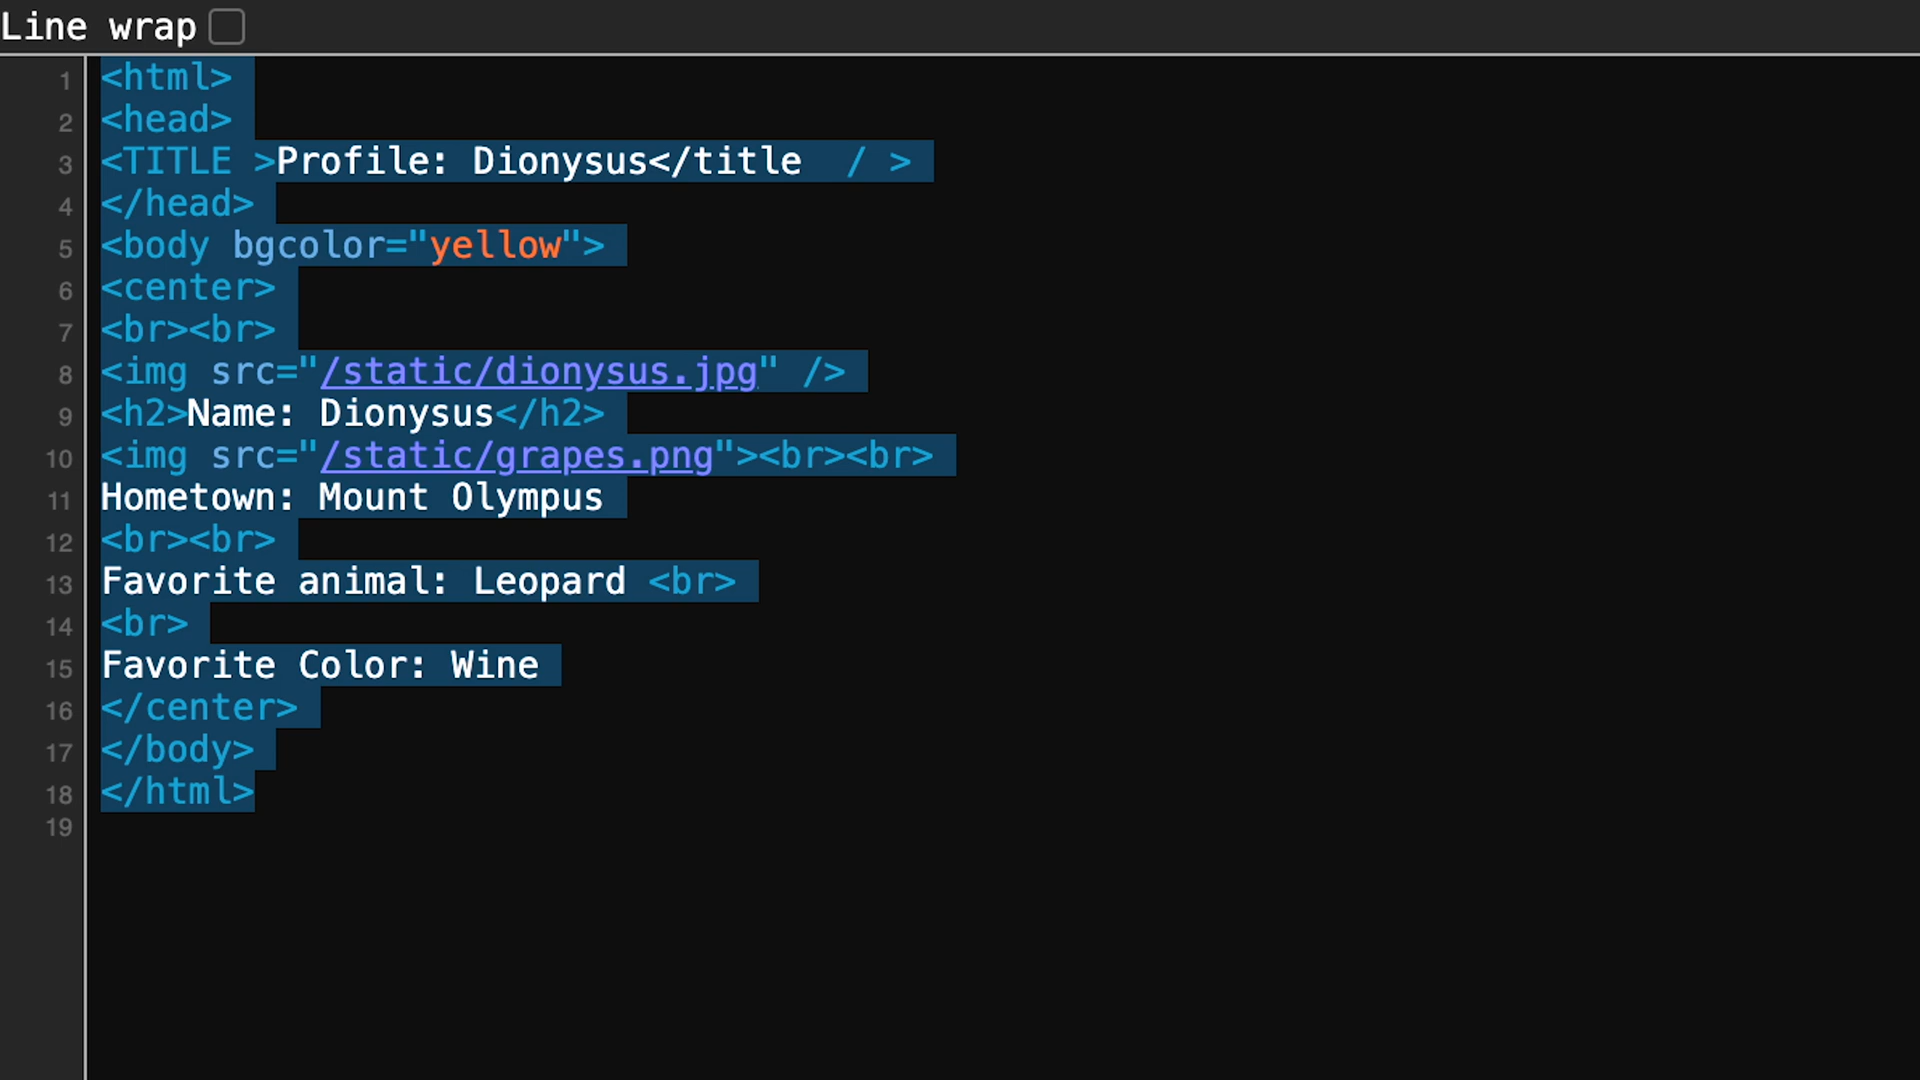 Line wrap
1 <html>
2 <head>
3 <TITLE >Profile: Dionysus</title  / >
4 </head>
5 <body bgcolor="yellow">
6 <center>
7 <br><br>
8 <img src="/static/dionysus.jpg" />
9 <h2>Name: Dionysus</h2>
10 <img src="/static/grapes.png"><br><br>
11 Hometown: Mount Olympus
12 <br><br>
13 Favorite animal: Leopard <br>
14 <br>
15 Favorite Color: Wine
16 </center>
17 </body>
18 </html>
19